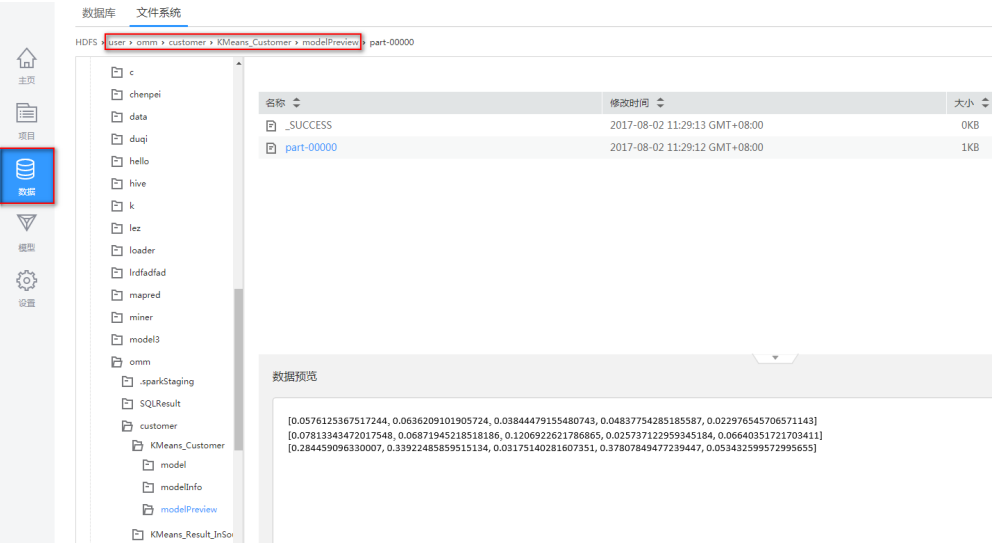 数据库 文件系统
HDFS › user › omm › customer › KMeans_Customer › modelPreview › part-00000
主页
项目
数据
模型
设置
c
chenpei
data
duqi
hello
hive
k
lez
loader
lrdfadfad
mapred
miner
model3
omm
.sparkStaging
SQLResult
customer
KMeans_Customer
model
modelInfo
modelPreview
KMeans_Result_InSou
名称 修改时间 大小
_SUCCESS 2017-08-02 11:29:13 GMT+08:00 0KB
part-00000 2017-08-02 11:29:12 GMT+08:00 1KB
数据预览
[0.0576125367517244, 0.0636209101905724, 0.03844479155480743, 0.04837754285185587, 0.022976545706571143]
[0.07813343472017548, 0.06871945218518186, 0.1206922621786865, 0.025737122959345184, 0.06640351721703411]
[0.284459096330007, 0.33922485859515134, 0.03175140281607351, 0.37807849477239447, 0.053432599572995655]